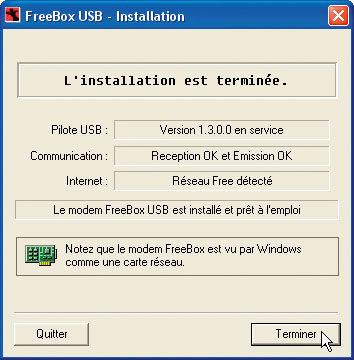 FreeBox USB - Installation
L'installation est terminée.
Pilote USB : Version 1.3.0.0 en service
Communication : Reception OK et Emission OK
Internet : Réseau Free détecté
Le modem FreeBox USB est installé et prêt à l'emploi
Notez que le modem FreeBox est vu par Windows
comme une carte réseau.
Quitter Terminer